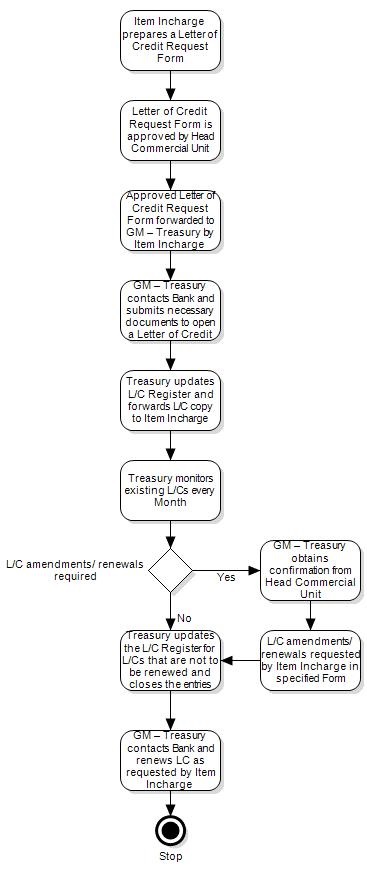 Item Incharge
prepares a Letter of
Credit Request
Form
Letter of Credit
Request Form is
approved by Head
Commercial Unit
Approved Letter of
Credit Request
Form forwarded to
GM – Treasury by
Item Incharge
GM – Treasury
contacts Bank and
submits necessary
documents to open
a Letter of Credit
Treasury updates
L/C Register and
forwards L/C copy
to Item Incharge
Treasury monitors
existing L/Cs every
Month
L/C amendments/ renewals
required
Yes
GM – Treasury
obtains
confirmation from
Head Commercial
Unit
No
Treasury updates
the L/C Register for
L/Cs that are not to
be renewed and
closes the entries
L/C amendments/
renewals requested
by Item Incharge in
specified Form
GM – Treasury
contacts Bank and
renews LC as
requested by Item
Incharge
Stop